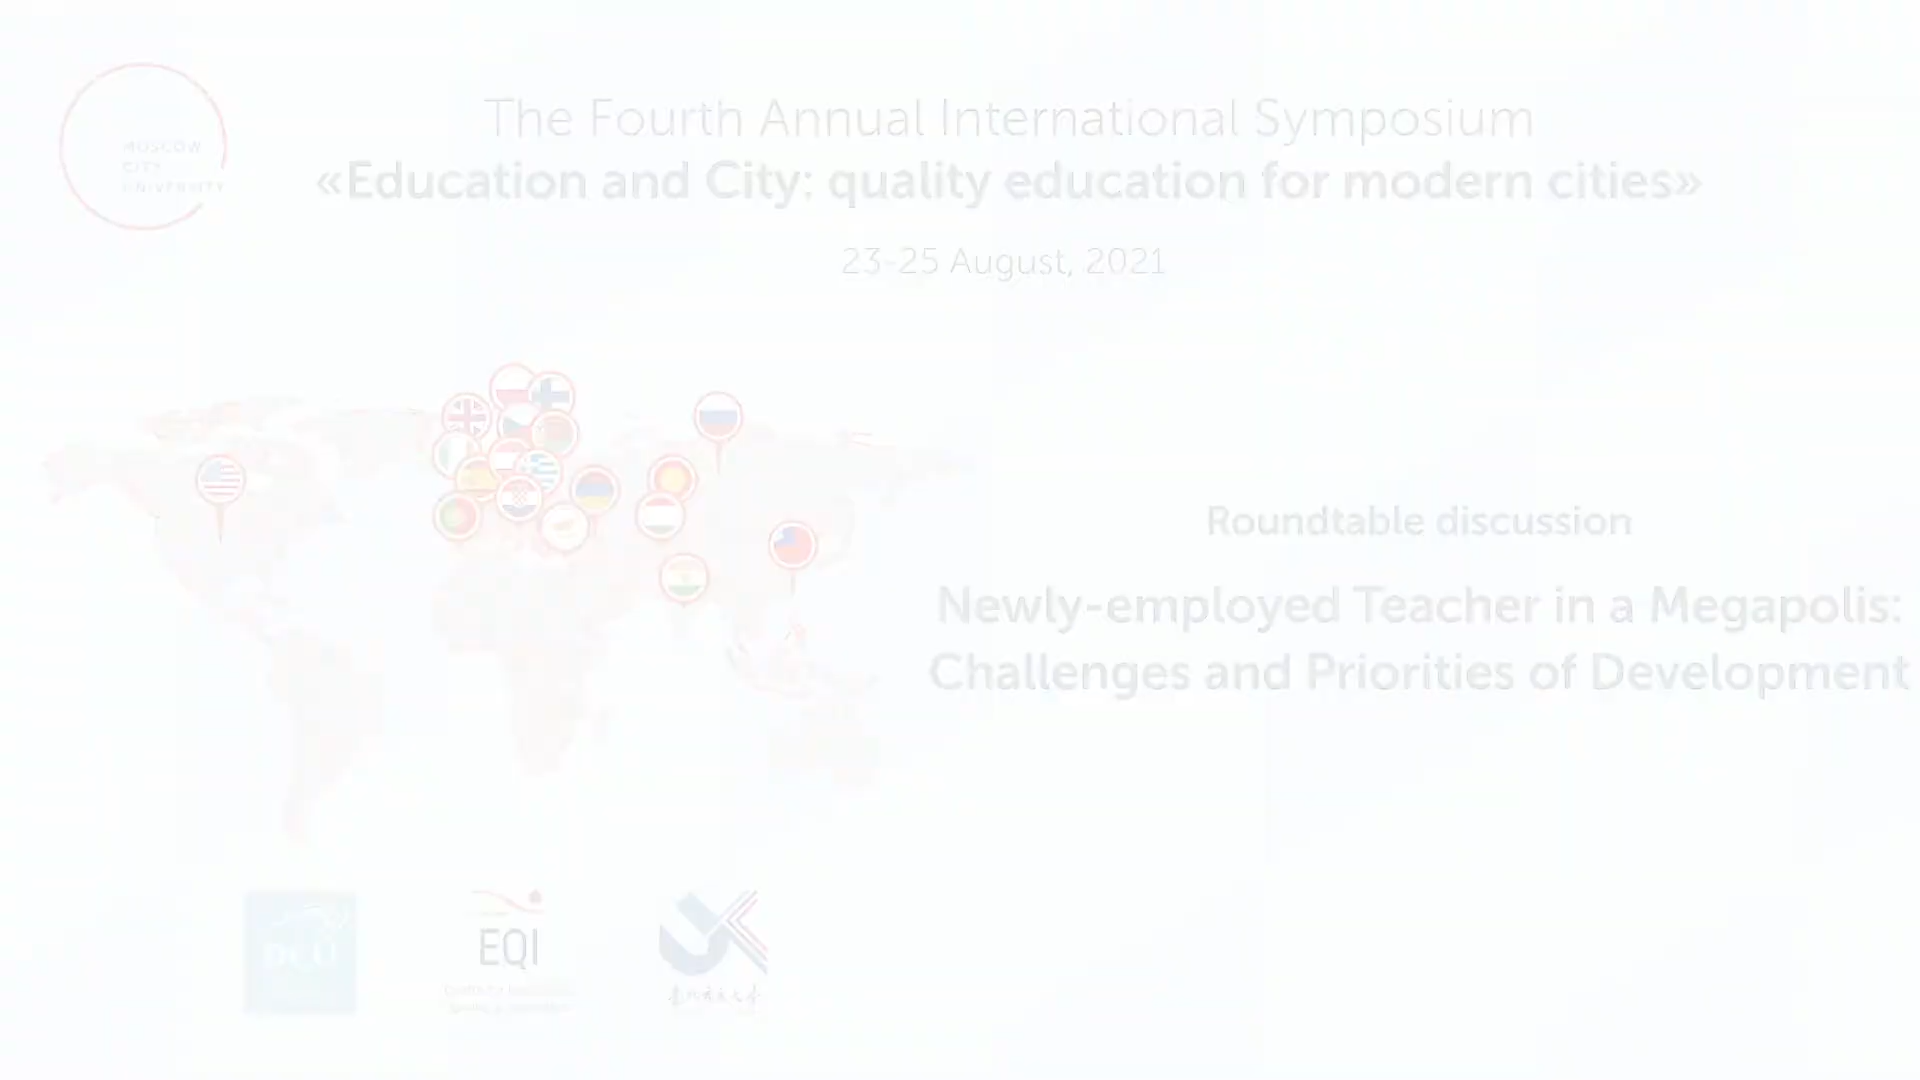 MOSCOW
CITY
UNIVERSITY
The Fourth Annual International Symposium
«Education and City: quality education for modern cities»
23-25 August, 2021
Roundtable discussion
Newly-employed Teacher in a Megapolis:
Challenges and Priorities of Development
DCU
EQI